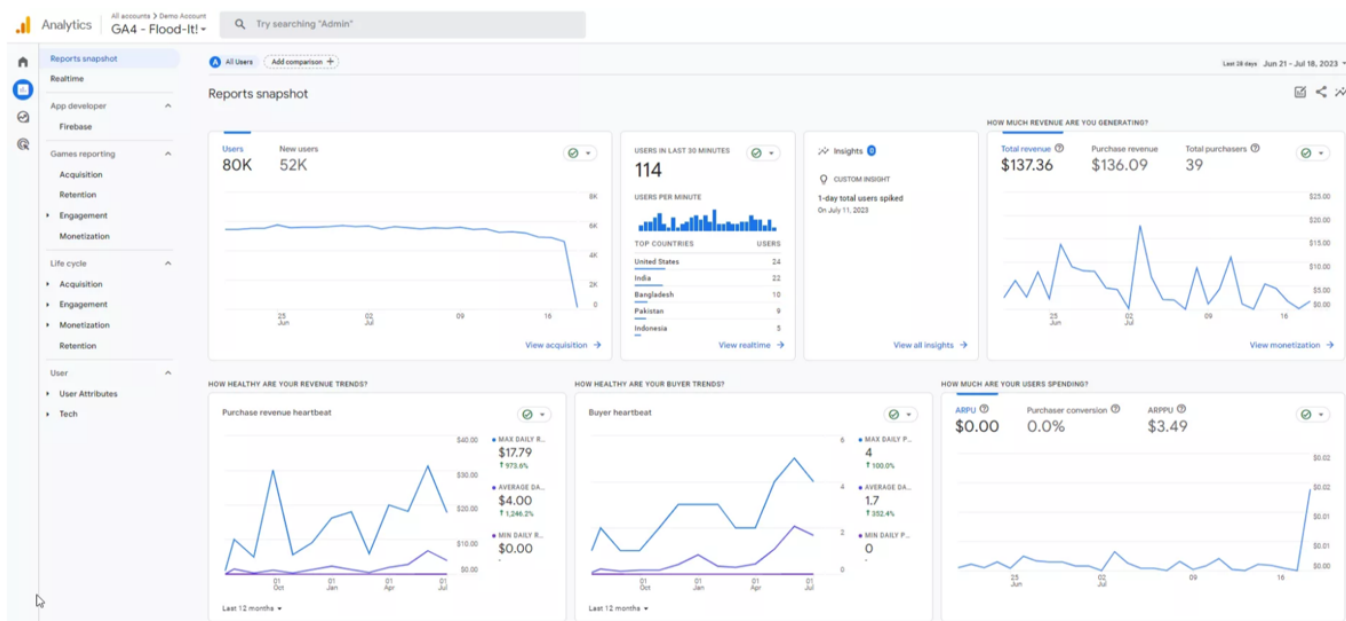 All accounts > Demo Account
Analytics
GA4 - Flood-It!
Try searching "Admin"
Reports snapshot
Realtime
App developer
Firebase
Games reporting
Acquisition
Retention
Engagement
Monetization
Life cycle
Acquisition
Engagement
Monetization
Retention
User
User Attributes
Tech
A All Users
Add comparison +
Last 28 days Jun 21 - Jul 18, 2023
Reports snapshot
Users
80K
New users
52K
8K
6K
4K
2K
0
25
Jun
02
Jul
09
16
View acquisition
USERS IN LAST 30 MINUTES
114
USERS PER MINUTE
TOP COUNTRIES USERS
United States 24
India 22
Bangladesh 10
Pakistan 9
Indonesia 5
View realtime
Insights
CUSTOM INSIGHT
1-day total users spiked
On July 11, 2023
View all insights
HOW MUCH REVENUE ARE YOU GENERATING?
Total revenue
$137.36
Purchase revenue
$136.09
Total purchasers
39
$25.00
$20.00
$15.00
$10.00
$5.00
$0.00
25
Jun
02
Jul
09
16
View monetization
HOW HEALTHY ARE YOUR REVENUE TRENDS?
Purchase revenue heartbeat
$40.00
$30.00
$20.00
$10.00
$0.00
01
Oct
01
Jan
01
Apr
01
Jul
MAX DAILY R...
$17.79
973.6%
AVERAGE DA...
$4.00
1,246.2%
MIN DAILY R...
$0.00
-
Last 12 months
HOW HEALTHY ARE YOUR BUYER TRENDS?
Buyer heartbeat
6
4
2
0
01
Oct
01
Jan
01
Apr
01
Jul
MAX DAILY P...
4
100.0%
AVERAGE DA...
1.7
352.4%
MIN DAILY P...
0
-
Last 12 months
HOW MUCH ARE YOUR USERS SPENDING?
ARPU
$0.00
Purchaser conversion
0.0%
ARPPU
$3.49
$0.02
$0.02
$0.01
$0.01
$0.00
25
Jun
02
Jul
09
16